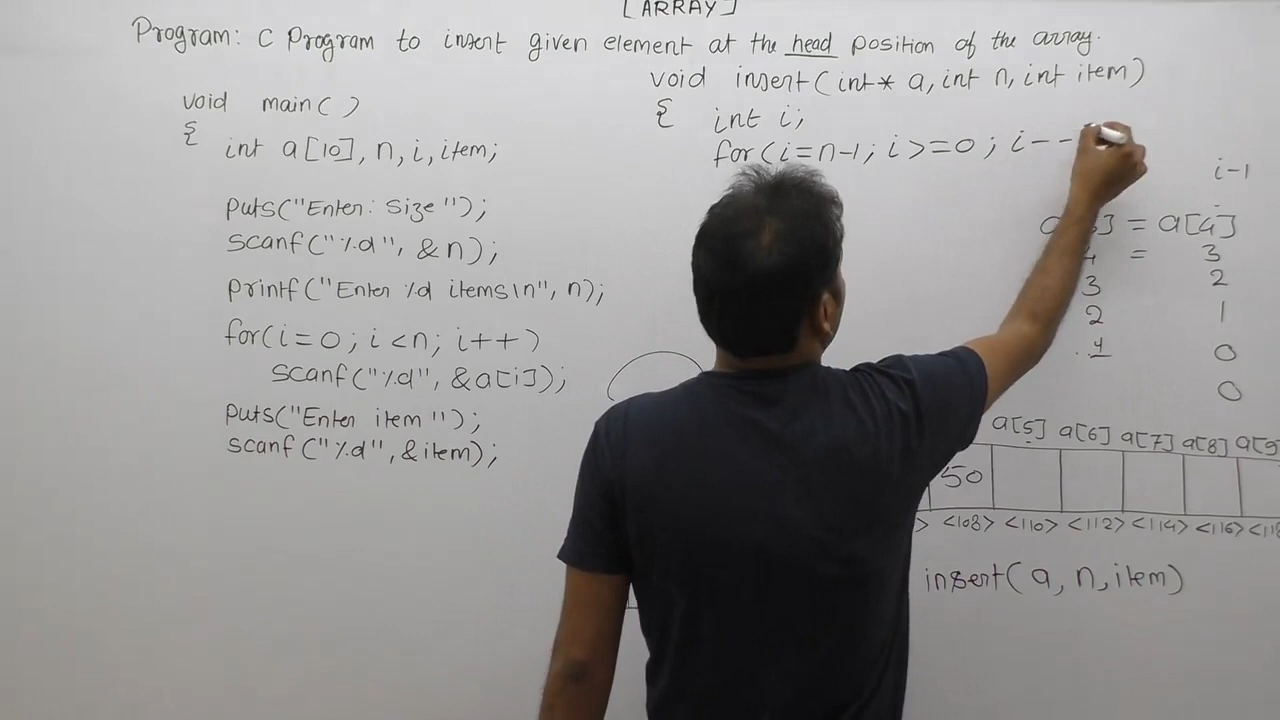 [ARRAY]
Program: C Program to insert given element at the head position of the array.
void main( )
{
int a[10], n, i, item;
puts("Enter: size");
scanf("%d", &n);
printf("Enter %d items\n", n);
for(i=0; i<n; i++)
scanf("%d", &a[i]);
puts("Enter item");
scanf("%d", &item);
void insert(int* a, int n, int item)
{ int i;
for(i=n-1; i>=0; i--
i-1
= a[4]
4 = 3
3 2
2 1
1 0
0
a[5] a[6] a[7] a[8] a[9
50
<108> <110> <112> <114> <116> <118
insert(a, n, item)